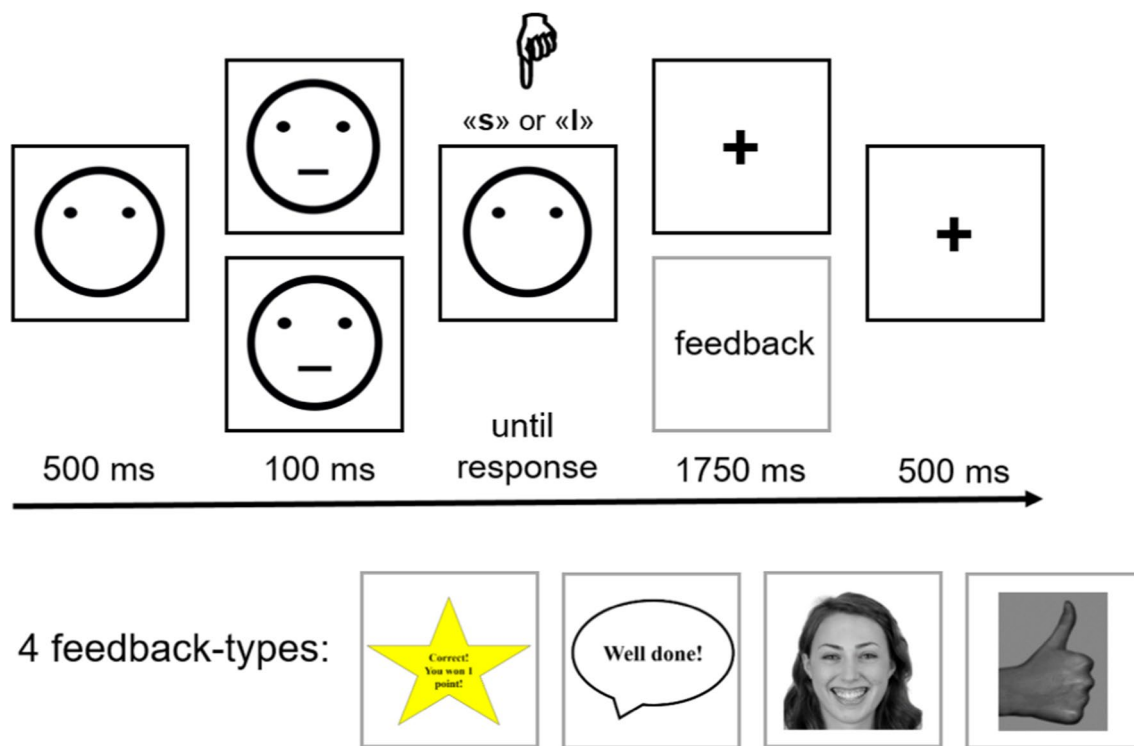 «s» or «l»
feedback
until
response
500 ms
100 ms
1750 ms
500 ms
4 feedback-types:
Correct!
You won 1
point!
Well done!